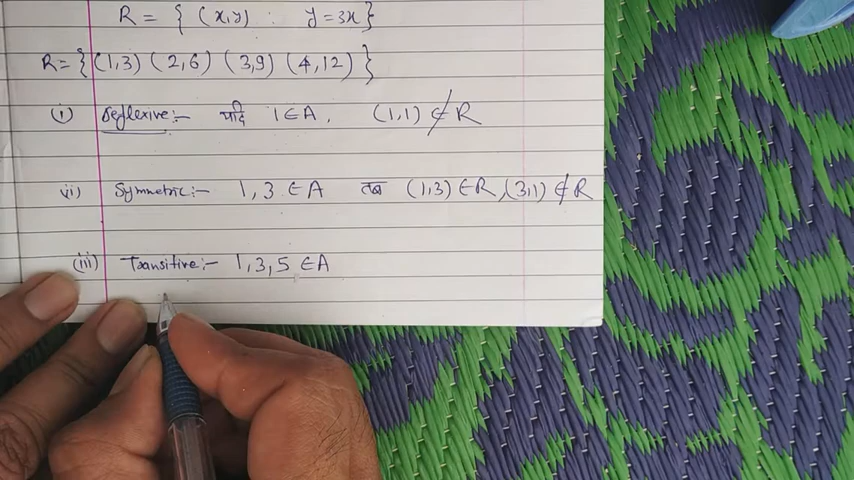 R = { (x,y) : y = 3x }
R = { (1,3) (2,6) (3,9) (4,12) }
(i) Reflexive:- यदि 1 ∈ A, (1,1) ∉ R
(ii) Symmetric:- 1, 3 ∈ A तब (1,3) ∈ R, (3,1) ∉ R
(iii) Transitive:- 1, 3, 5 ∈ A